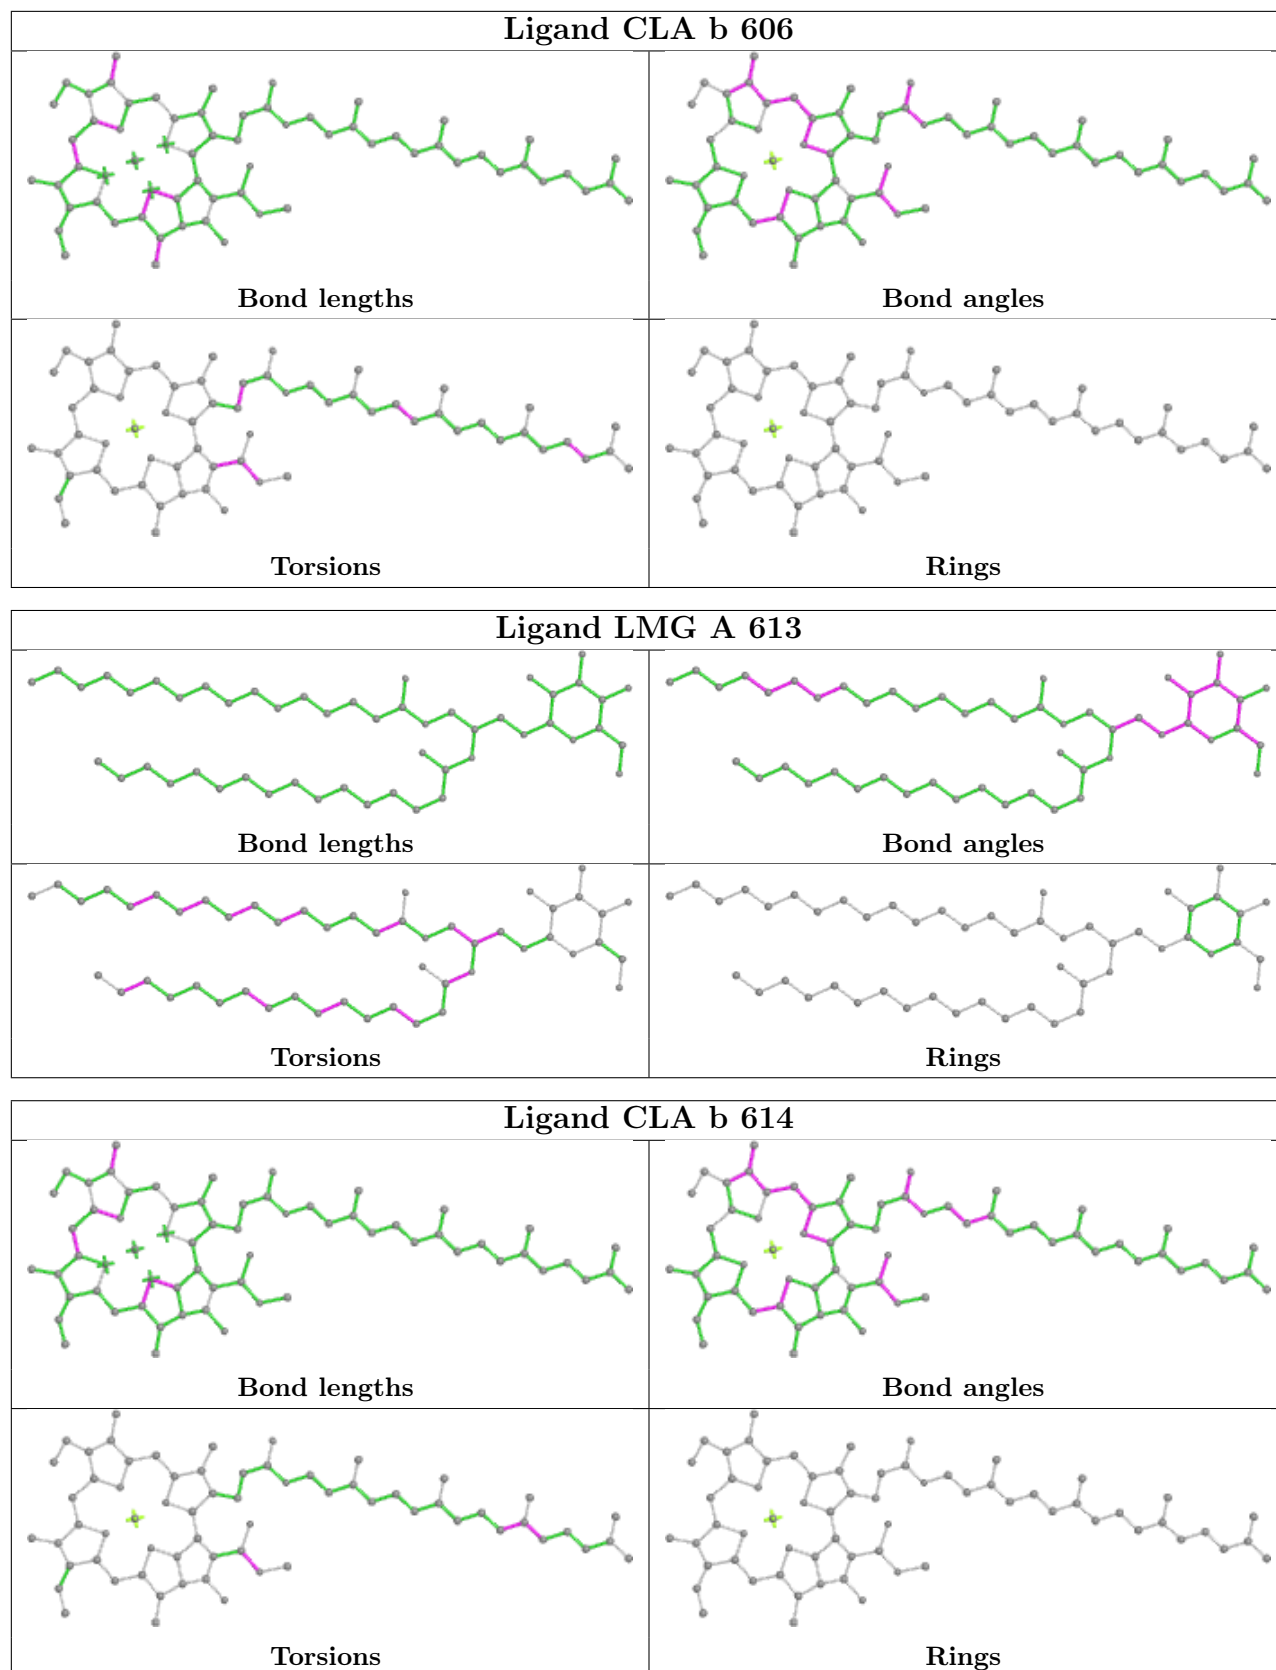 Ligand CLA b 606
Bond lengths
Bond angles
Torsions
Rings
Ligand LMG A 613
Bond lengths
Bond angles
Torsions
Rings
Ligand CLA b 614
Bond lengths
Bond angles
Torsions
Rings